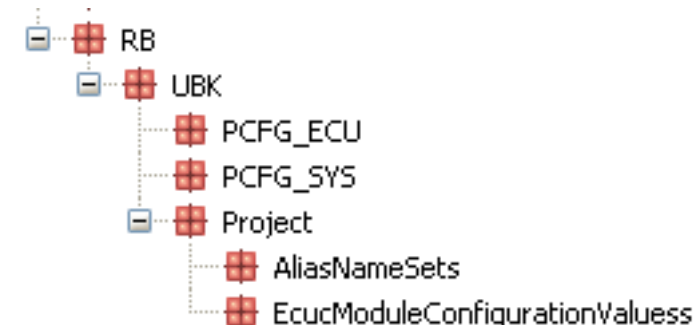 RB
UBK
PCFG_ECU
PCFG_SYS
Project
AliasNameSets
EcucModuleConfigurationValuess